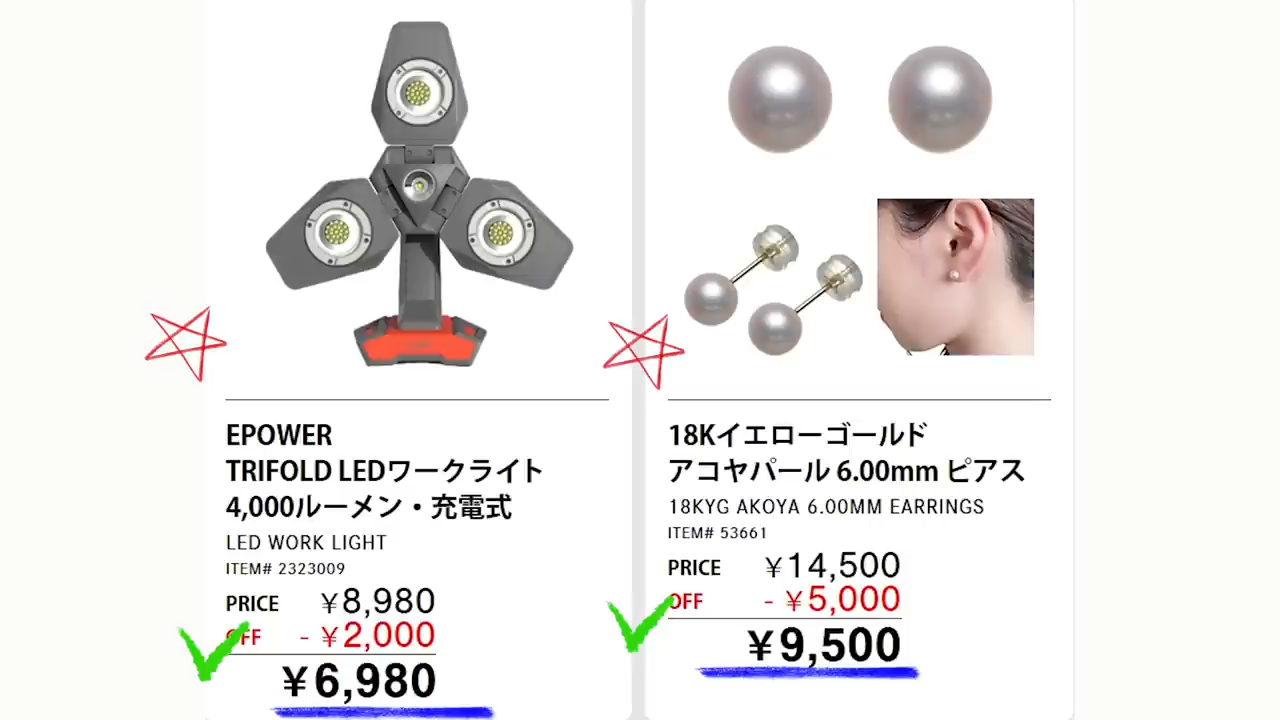 EPOWER
TRIFOLD LEDワークライト
4,000ルーメン・充電式
LED WORK LIGHT
ITEM# 2323009
PRICE ¥8,980
OFF - ¥2,000
¥6,980
18Kイエローゴールド
アコヤパール 6.00mm ピアス
18KYG AKOYA 6.00MM EARRINGS
ITEM# 53661
PRICE ¥14,500
OFF - ¥5,000
¥9,500